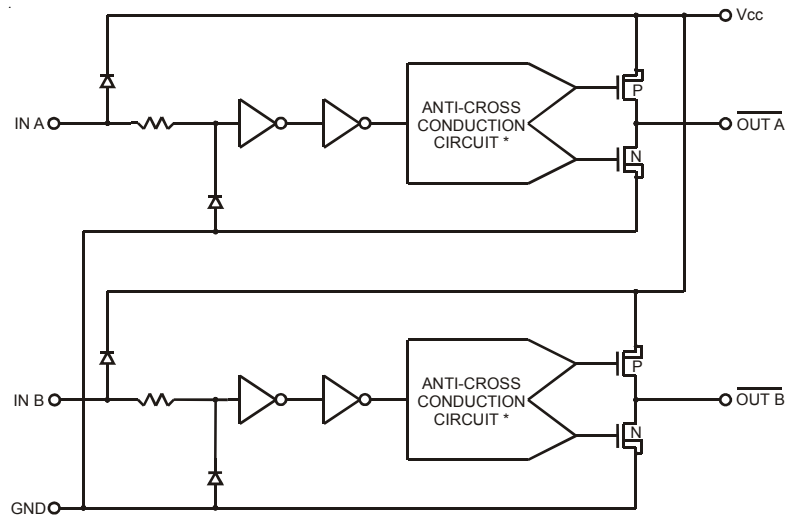 Vcc
P
IN A
ANTI-CROSS
CONDUCTION
CIRCUIT *
OUT A
N
P
IN B
ANTI-CROSS
CONDUCTION
CIRCUIT *
OUT B
N
GND